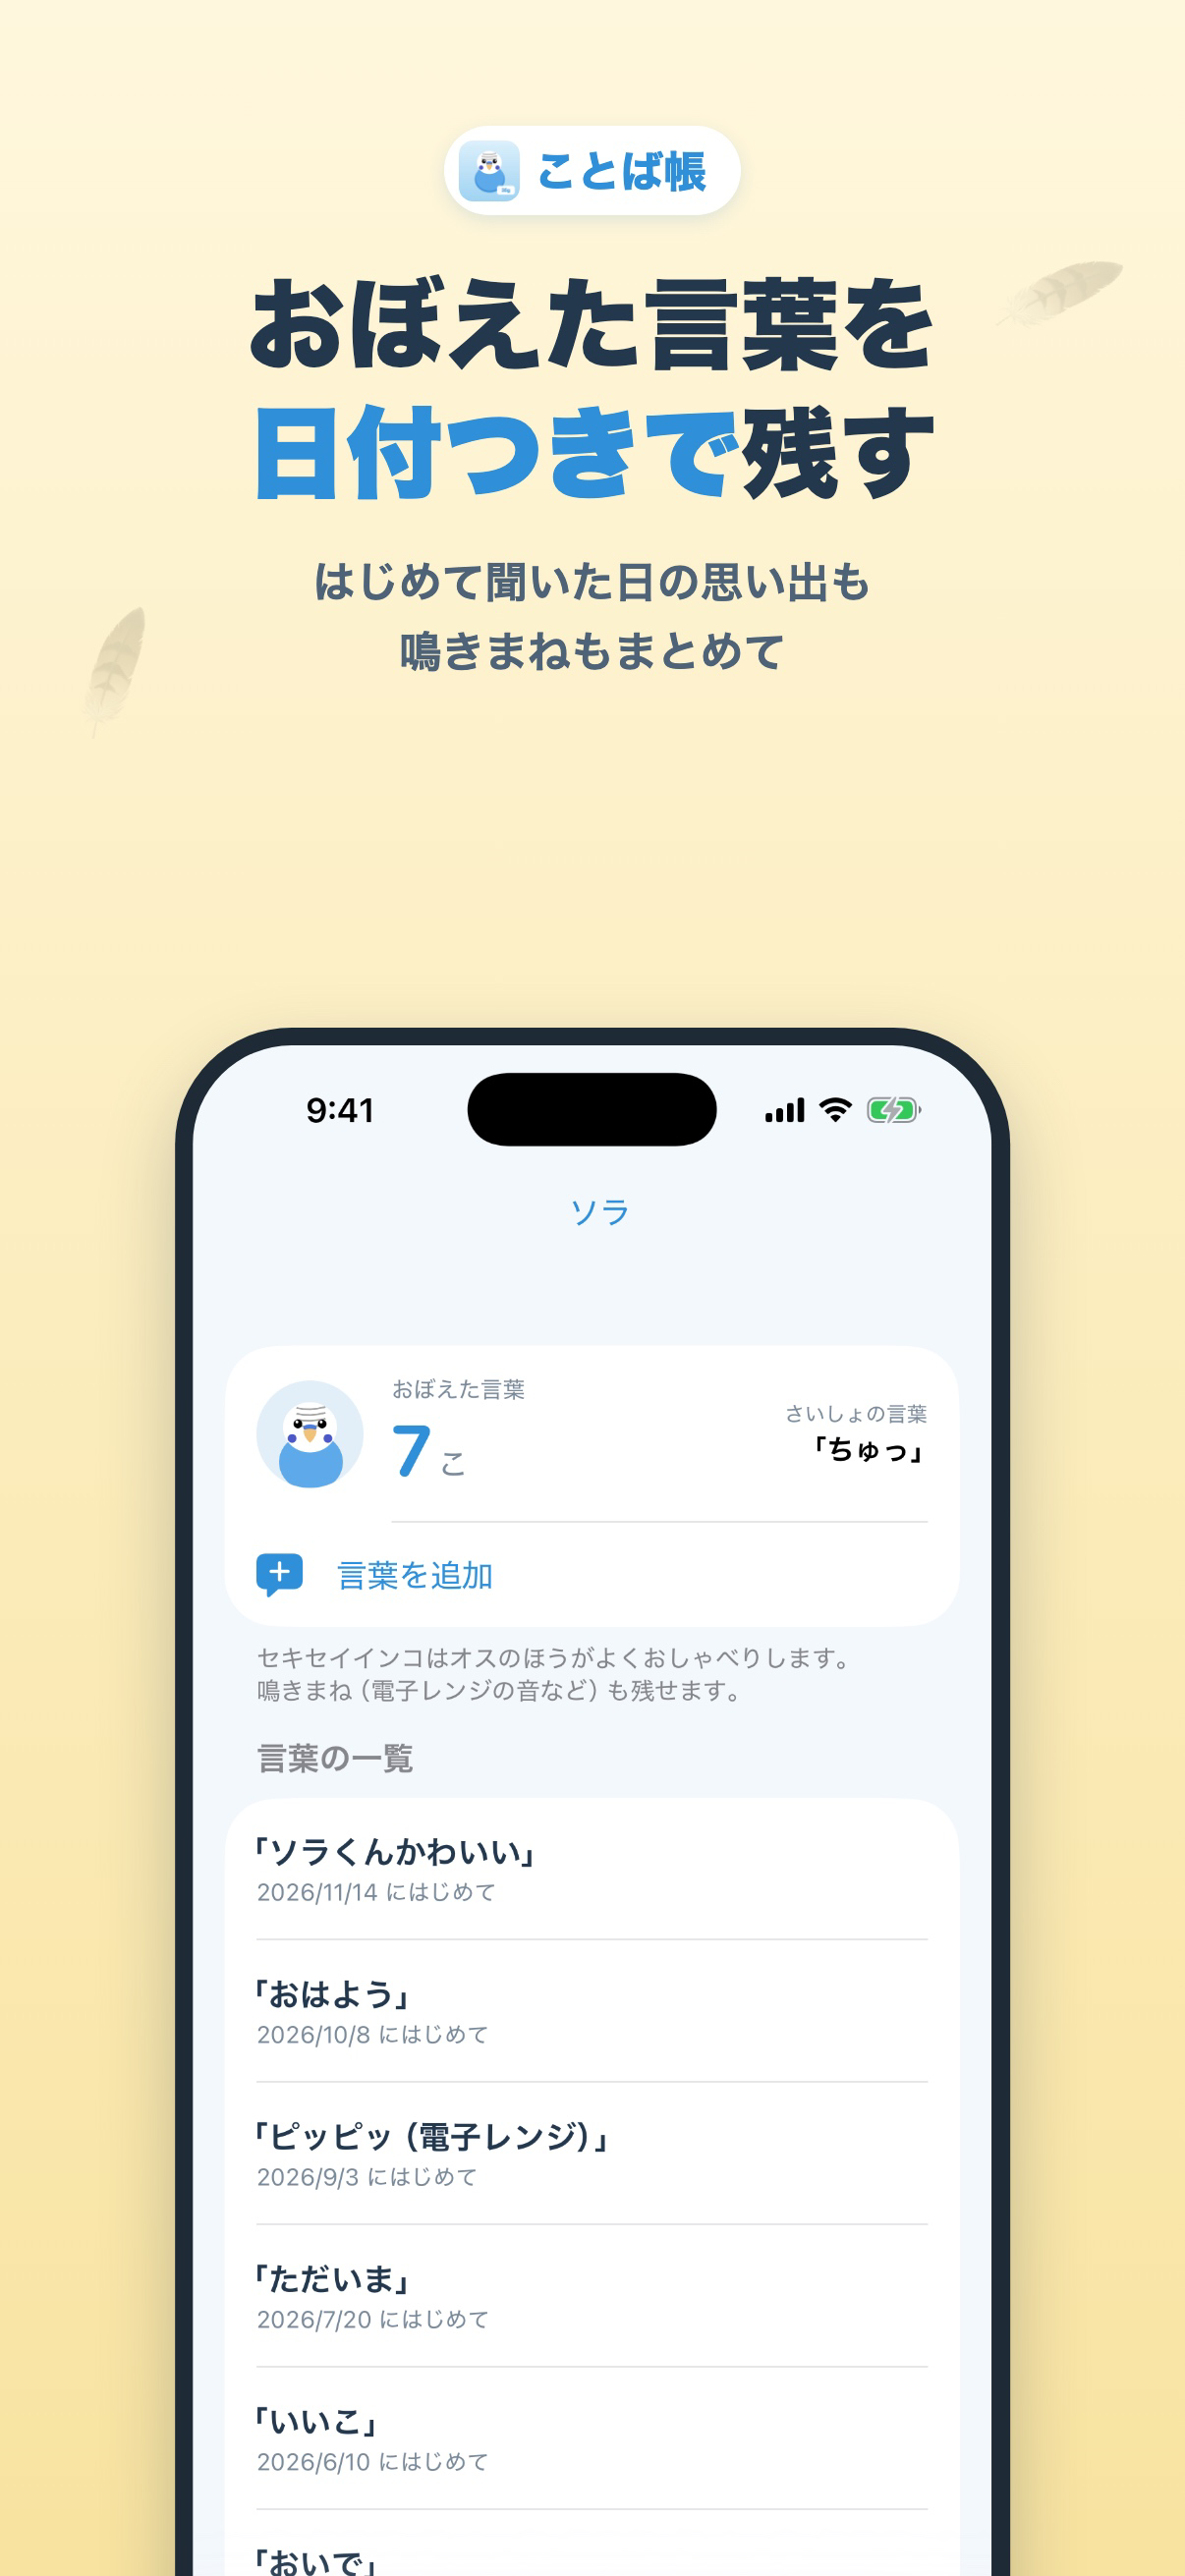 ことば帳
おぼえた言葉を
日付つきで残す
はじめて聞いた日の思い出も
鳴きまねもまとめて
9:41
ソラ
おぼえた言葉
7 こ
さいしょの言葉
「ちゅっ」
言葉を追加
セキセイインコはオスのほうがよくおしゃべりします。
鳴きまね（電子レンジの音など）も残せます。
言葉の一覧
「ソラくんかわいい」
2026/11/14 にはじめて
「おはよう」
2026/10/8 にはじめて
「ピッピッ（電子レンジ）」
2026/9/3 にはじめて
「ただいま」
2026/7/20 にはじめて
「いいこ」
2026/6/10 にはじめて
「おいで」